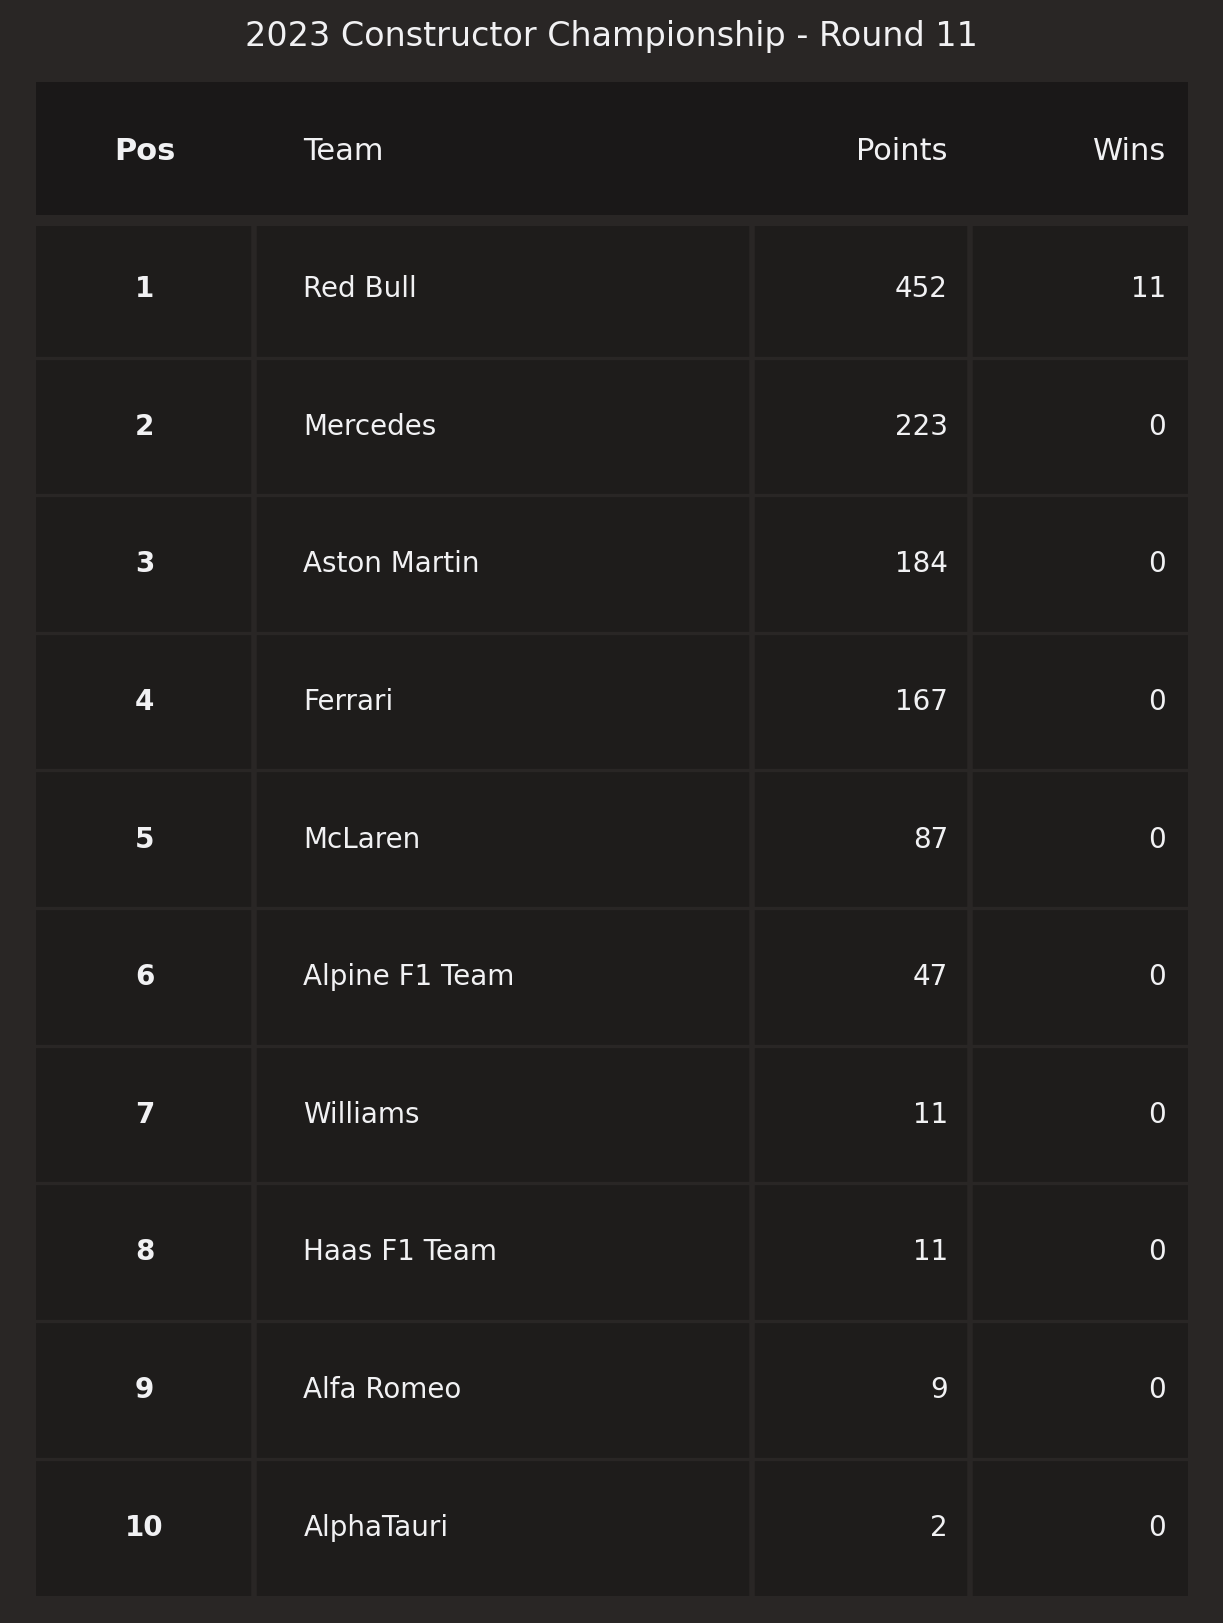 2023 Constructor Championship - Round 11
Pos Team Points Wins
1 Red Bull 452 11
2 Mercedes 223 0
3 Aston Martin 184 0
4 Ferrari 167 0
5 McLaren 87 0
6 Alpine F1 Team 47 0
7 Williams 11 0
8 Haas F1 Team 11 0
9 Alfa Romeo 9 0
10 AlphaTauri 2 0